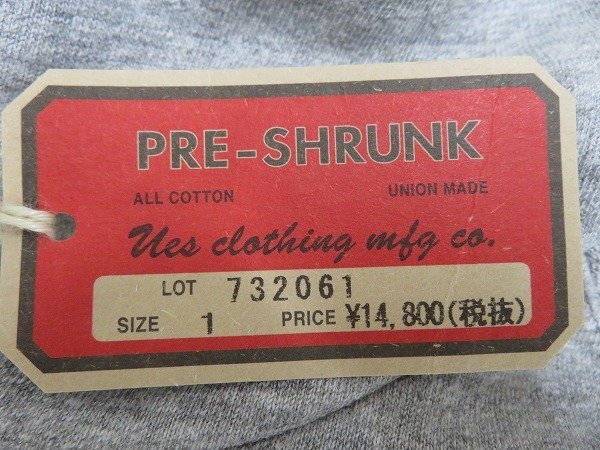 PRE-SHRUNK
ALL COTTON UNION MADE
Ues clothing mfg co.
LOT 732061
SIZE 1 PRICE ¥14,800(税抜)